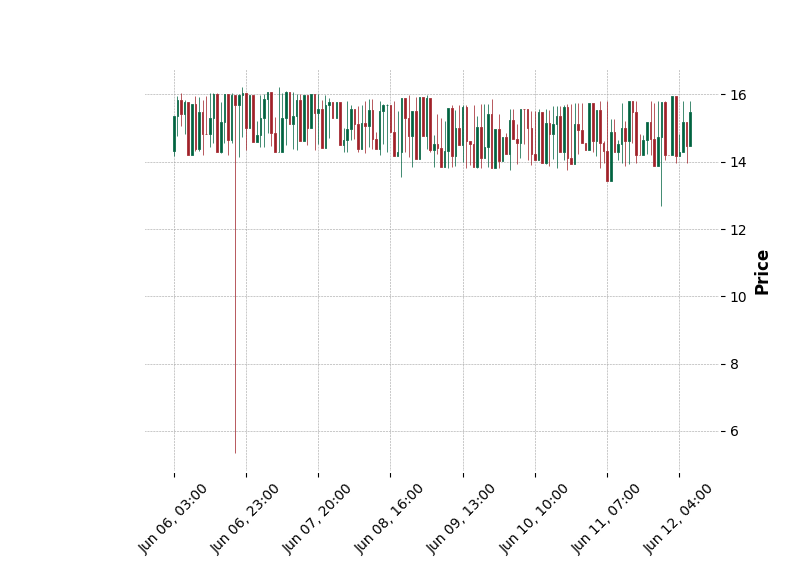 16
14
12
10
8
6
Price
Jun 06, 03:00
Jun 06, 23:00
Jun 07, 20:00
Jun 08, 16:00
Jun 09, 13:00
Jun 10, 10:00
Jun 11, 07:00
Jun 12, 04:00